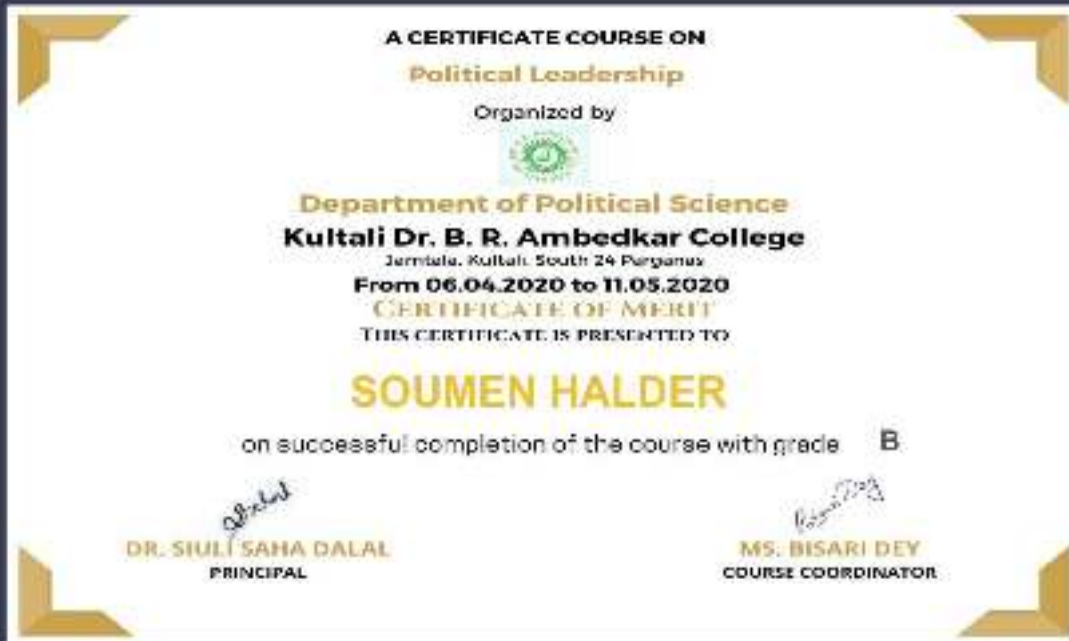 A CERTIFICATE COURSE ON
Political Leadership
Organized by
Department of Political Science
Kultali Dr. B. R. Ambedkar College
Jamtala, Kultali, South 24 Parganas
From 06.04.2020 to 11.05.2020
CERTIFICATE OF MERIT
THIS CERTIFICATE IS PRESENTED TO
SOUMEN HALDER
on successful completion of the course with grade B
DR. SIULI SAHA DALAL
PRINCIPAL
MS. BISARI DEY
COURSE COORDINATOR